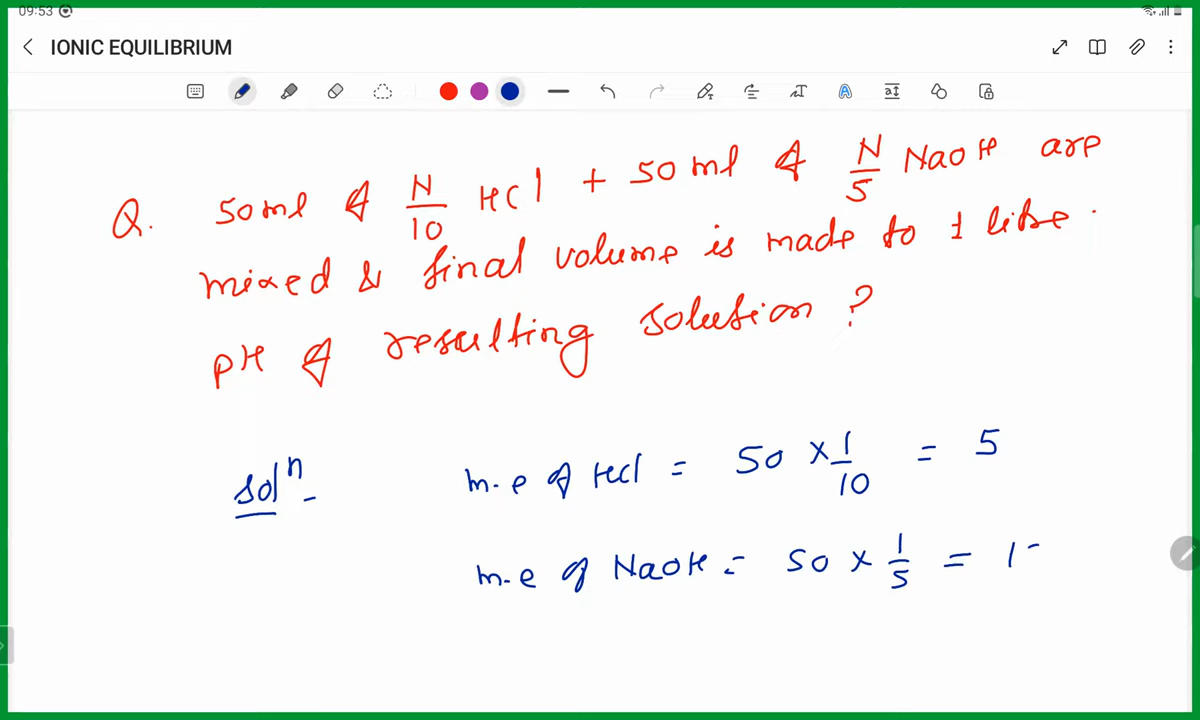 09:53
IONIC EQUILIBRIUM
Q. 50ml of N/10 HCl + 50ml of N/5 NaOH are
mixed & final volume is made to 1 litre.
pH of resulting solution?
Solⁿ- m.e of HCl = 50 × 1/10 = 5
m.e of NaOH = 50 × 1/5 =